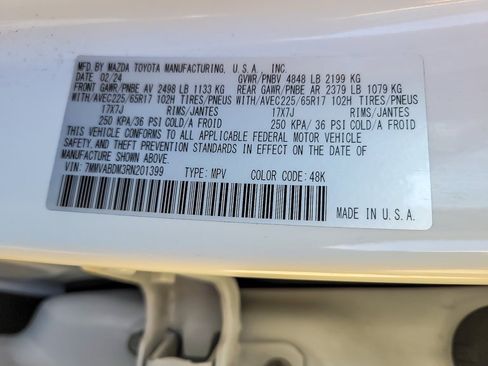 MFD. BY MAZDA TOYOTA MANUFACTURING, U.S.A., INC.
DATE 02/24 GVWR/PNBV 4848 LB 2199 KG
FRONT GAWR/PNBE AV 2498 LB 1133 KG REAR GAWR/PNBE AR 2379 LB 1079 KG
WITH/AVEC225/65R17 102H TIRES/PNEUS WITH/AVEC225/65R17 102H TIRES/PNEUS
17X7J RIMS/JANTES 17X7J RIMS/JANTES
250 KPA/36 PSI COLD/A FROID 250 KPA/36 PSI COLD/A FROID
THIS VEHICLE CONFORMS TO ALL APPLICABLE FEDERAL MOTOR VEHICLE
SAFETY, AND THEFT PREVENTION STANDARDS IN EFFECT ON THE DATE OF
MANUFACTURE SHOWN ABOVE.
VIN: 7MMVABDM3RN201399 TYPE: MPV COLOR CODE: 48K
MADE IN U.S.A.